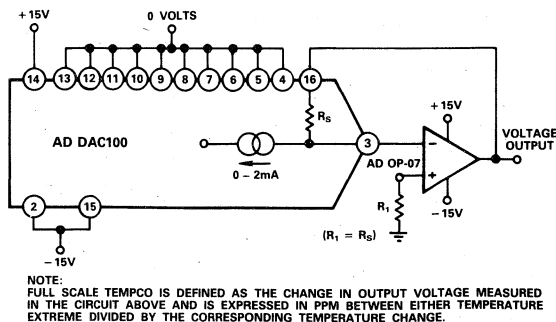 +15V
0 VOLTS
14 13 12 11 10 9 8 7 6 5 4 16
RS
AD DAC100
3
+15V
VOLTAGE
OUTPUT
AD OP-07
−
+
0 – 2mA
R1
−15V
(R1 = RS)
2 15
−15V
NOTE:
FULL SCALE TEMPCO IS DEFINED AS THE CHANGE IN OUTPUT VOLTAGE MEASURED
IN THE CIRCUIT ABOVE AND IS EXPRESSED IN PPM BETWEEN EITHER TEMPERATURE
EXTREME DIVIDED BY THE CORRESPONDING TEMPERATURE CHANGE.